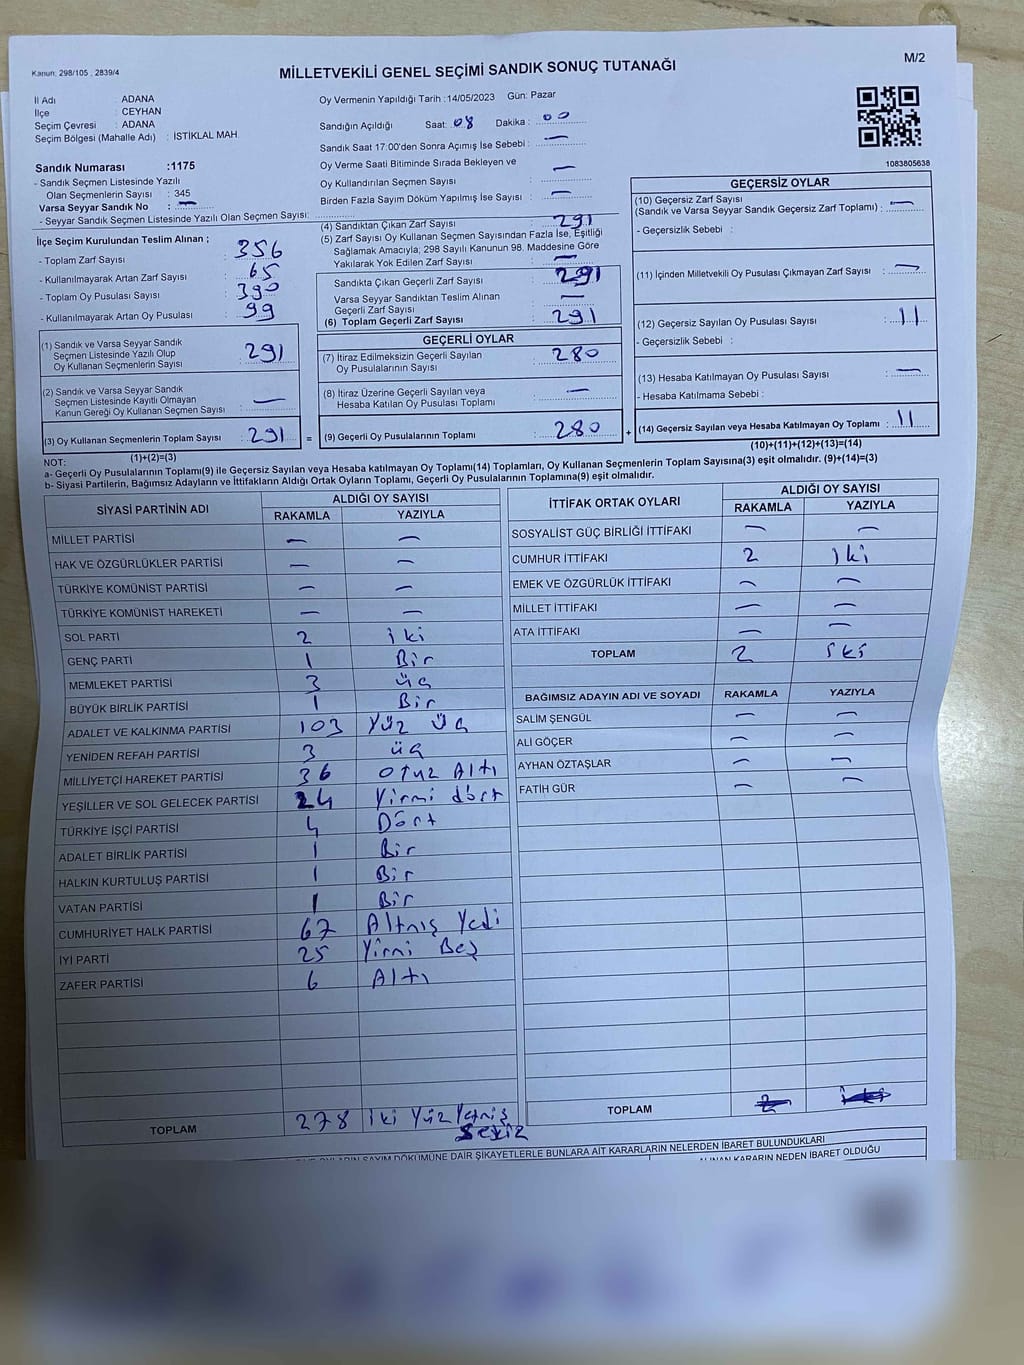 Kanun: 298/105 , 2839/4
MİLLETVEKİLİ GENEL SEÇİMİ SANDIK SONUÇ TUTANAĞI
M/2
İl Adı : ADANA
İlçe : CEYHAN
Seçim Çevresi : ADANA
Seçim Bölgesi (Mahalle Adı) : İSTİKLAL MAH.
Sandık Numarası :1175
- Sandık Seçmen Listesinde Yazılı
Olan Seçmenlerin Sayısı : 345
Varsa Seyyar Sandık No : —
- Seyyar Sandık Seçmen Listesinde Yazılı Olan Seçmen Sayısı:
İlçe Seçim Kurulundan Teslim Alınan ;
- Toplam Zarf Sayısı : 356
- Kullanılmayarak Artan Zarf Sayısı : 65
- Toplam Oy Pusulası Sayısı : 390
- Kullanılmayarak Artan Oy Pusulası : 99
(1) Sandık ve Varsa Seyyar Sandık
Seçmen Listesinde Yazılı Olup
Oy Kullanan Seçmenlerin Sayısı : 291
(2) Sandık ve Varsa Seyyar Sandık
Seçmen Listesinde Kayıtlı Olmayan
Kanun Gereği Oy Kullanan Seçmen Sayısı : —
(3) Oy Kullanan Seçmenlerin Toplam Sayısı : 291
(1)+(2)=(3)
Oy Vermenin Yapıldığı Tarih :14/05/2023 Gün: Pazar
Sandığın Açıldığı Saat: 08 Dakika : 00
Sandık Saat 17:00'den Sonra Açımış İse Sebebi : —
Oy Verme Saati Bitiminde Sırada Bekleyen ve
Oy Kullandırılan Seçmen Sayısı : —
Birden Fazla Sayım Döküm Yapılmış İse Sayısı : —
(4) Sandıktan Çıkan Zarf Sayısı : 291
(5) Zarf Sayısı Oy Kullanan Seçmen Sayısından Fazla İse, Eşitliği
Sağlamak Amacıyla; 298 Sayılı Kanunun 98. Maddesine Göre
Yakılarak Yok Edilen Zarf Sayısı : —
Sandıkta Çıkan Geçerli Zarf Sayısı : 291
Varsa Seyyar Sandıktan Teslim Alınan
Geçerli Zarf Sayısı : —
(6) Toplam Geçerli Zarf Sayısı : 291
GEÇERLİ OYLAR
(7) İtiraz Edilmeksizin Geçerli Sayılan
Oy Pusulalarının Sayısı : 280
(8) İtiraz Üzerine Geçerli Sayılan veya
Hesaba Katılan Oy Pusulası Toplamı : —
= (9) Geçerli Oy Pusulalarının Toplamı : 280 +
1083805638
GEÇERSİZ OYLAR
(10) Geçersiz Zarf Sayısı
(Sandık ve Varsa Seyyar Sandık Geçersiz Zarf Toplamı) : —
- Geçersizlik Sebebi :
(11) İçinden Milletvekili Oy Pusulası Çıkmayan Zarf Sayısı : —
(12) Geçersiz Sayılan Oy Pusulası Sayısı : 11
- Geçersizlik Sebebi :
(13) Hesaba Katılmayan Oy Pusulası Sayısı : —
- Hesaba Katılmama Sebebi :
(14) Geçersiz Sayılan veya Hesaba Katılmayan Oy Toplamı : 11
(10)+(11)+(12)+(13)=(14)
NOT:
a- Geçerli Oy Pusulalarının Toplamı(9) ile Geçersiz Sayılan veya Hesaba katılmayan Oy Toplamı(14) Toplamları, Oy Kullanan Seçmenlerin Toplam Sayısına(3) eşit olmalıdır. (9)+(14)=(3)
b- Siyasi Partilerin, Bağımsız Adayların ve İttifakların Aldığı Ortak Oyların Toplamı, Geçerli Oy Pusulalarının Toplamına(9) eşit olmalıdır.
SİYASİ PARTİNİN ADI ALDIĞI OY SAYISI
RAKAMLA YAZIYLA
MİLLET PARTİSİ — —
HAK VE ÖZGÜRLÜKLER PARTİSİ — —
TÜRKİYE KOMÜNİST PARTİSİ — —
TÜRKİYE KOMÜNİST HAREKETİ — —
SOL PARTİ 2 iki
GENÇ PARTİ 1 Bir
MEMLEKET PARTİSİ 3 üç
BÜYÜK BİRLİK PARTİSİ 1 Bir
ADALET VE KALKINMA PARTİSİ 103 Yüz üç
YENİDEN REFAH PARTİSİ 3 üç
MİLLİYETÇİ HAREKET PARTİSİ 36 otuz Altı
YEŞİLLER VE SOL GELECEK PARTİSİ 24 Yirmi dört
TÜRKİYE İŞÇİ PARTİSİ 4 Dört
ADALET BİRLİK PARTİSİ 1 Bir
HALKIN KURTULUŞ PARTİSİ 1 Bir
VATAN PARTİSİ 1 Bir
CUMHURİYET HALK PARTİSİ 67 Altmış Yedi
İYİ PARTİ 25 Yirmi Beş
ZAFER PARTİSİ 6 Altı
TOPLAM 278 iki Yüz Yetmiş
Sekiz
İTTİFAK ORTAK OYLARI ALDIĞI OY SAYISI
RAKAMLA YAZIYLA
SOSYALİST GÜÇ BİRLİĞİ İTTİFAKI — —
CUMHUR İTTİFAKI 2 iki
EMEK VE ÖZGÜRLÜK İTTİFAKI — —
MİLLET İTTİFAKI — —
ATA İTTİFAKI — —
TOPLAM 2 iki
BAĞIMSIZ ADAYIN ADI VE SOYADI RAKAMLA YAZIYLA
SALİM ŞENGÜL — —
ALİ GÖÇER — —
AYHAN ÖZTAŞLAR — —
FATİH GÜR — —
TOPLAM
OYLARIN SAYIM DÖKÜMÜNE DAİR ŞİKAYETLERLE BUNLARA AİT KARARLARIN NELERDEN İBARET BULUNDUKLARI
ALINAN KARARIN NEDEN İBARET OLDUĞU